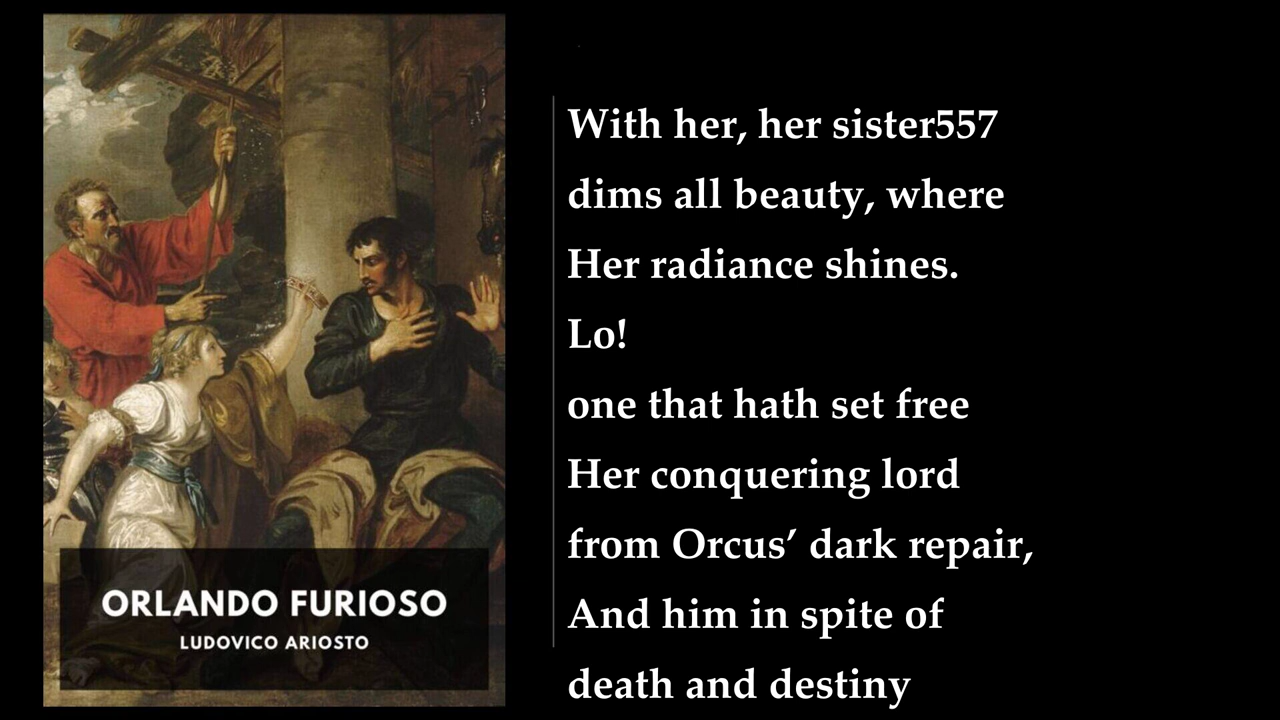 ORLANDO FURIOSO
LUDOVICO ARIOSTO
With her, her sister557
dims all beauty, where
Her radiance shines.
Lo!
one that hath set free
Her conquering lord
from Orcus’ dark repair,
And him in spite of
death and destiny